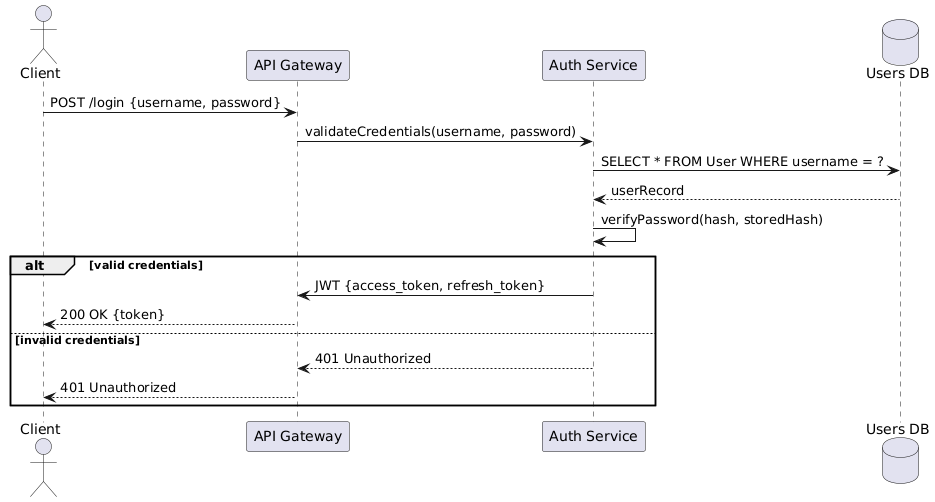 Client
API Gateway
Auth Service
Users DB
POST /login {username, password}
validateCredentials(username, password)
SELECT * FROM User WHERE username = ?
userRecord
verifyPassword(hash, storedHash)
alt [valid credentials]
JWT {access_token, refresh_token}
200 OK {token}
[invalid credentials]
401 Unauthorized
401 Unauthorized
Client
API Gateway
Auth Service
Users DB